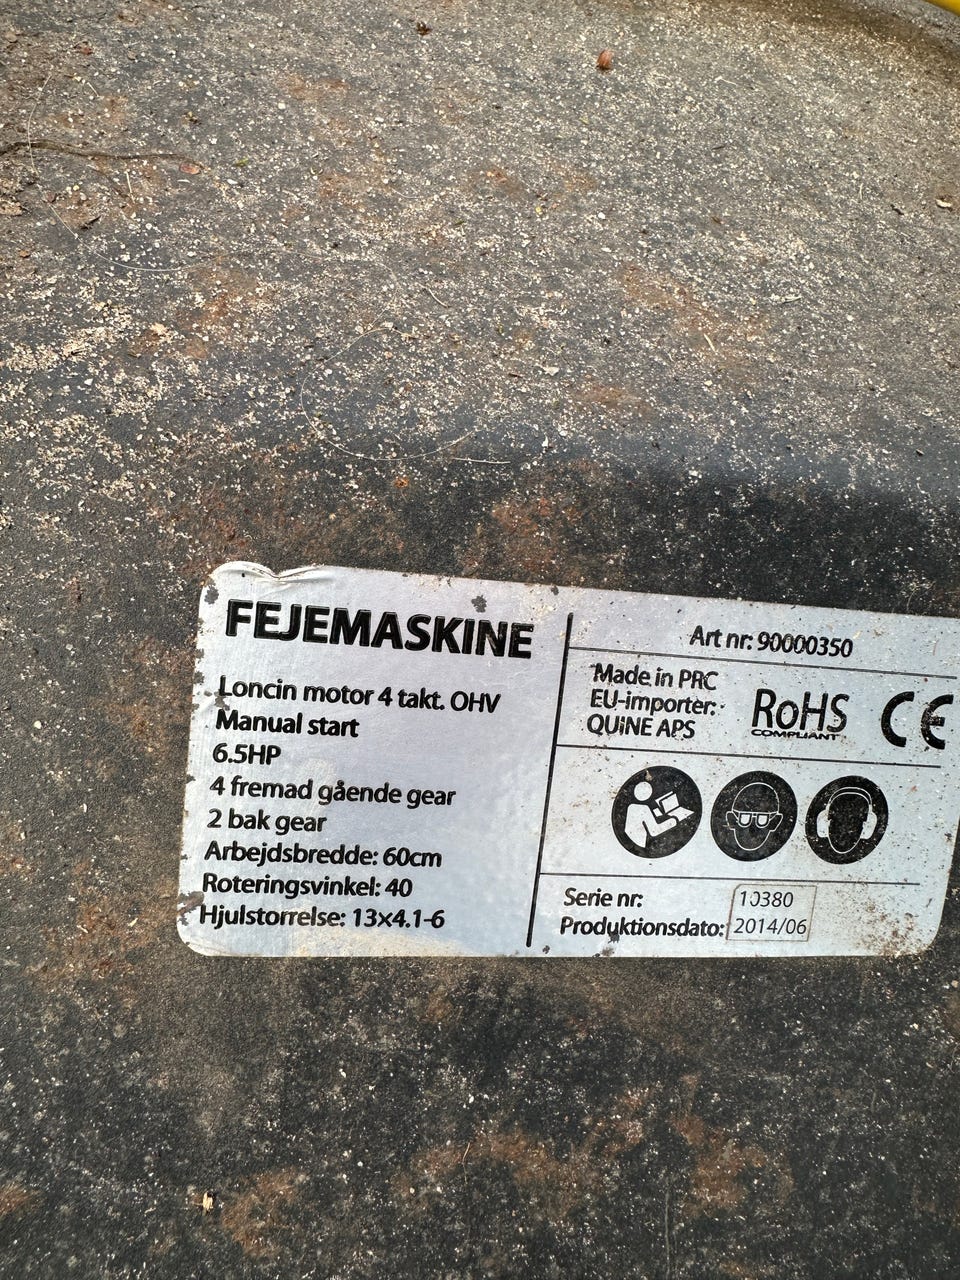 FEJEMASKINE
Loncin motor 4 takt. OHV
Manual start
6.5HP
4 fremad gående gear
2 bak gear
Arbejdsbredde: 60cm
Roteringsvinkel: 40
Hjulstorrelse: 13x4.1-6
Art nr: 90000350
Made in PRC
EU-importer:
QUINE APS
RoHS
COMPLIANT
CE
Serie nr: 10380
Produktionsdato: 2014/06